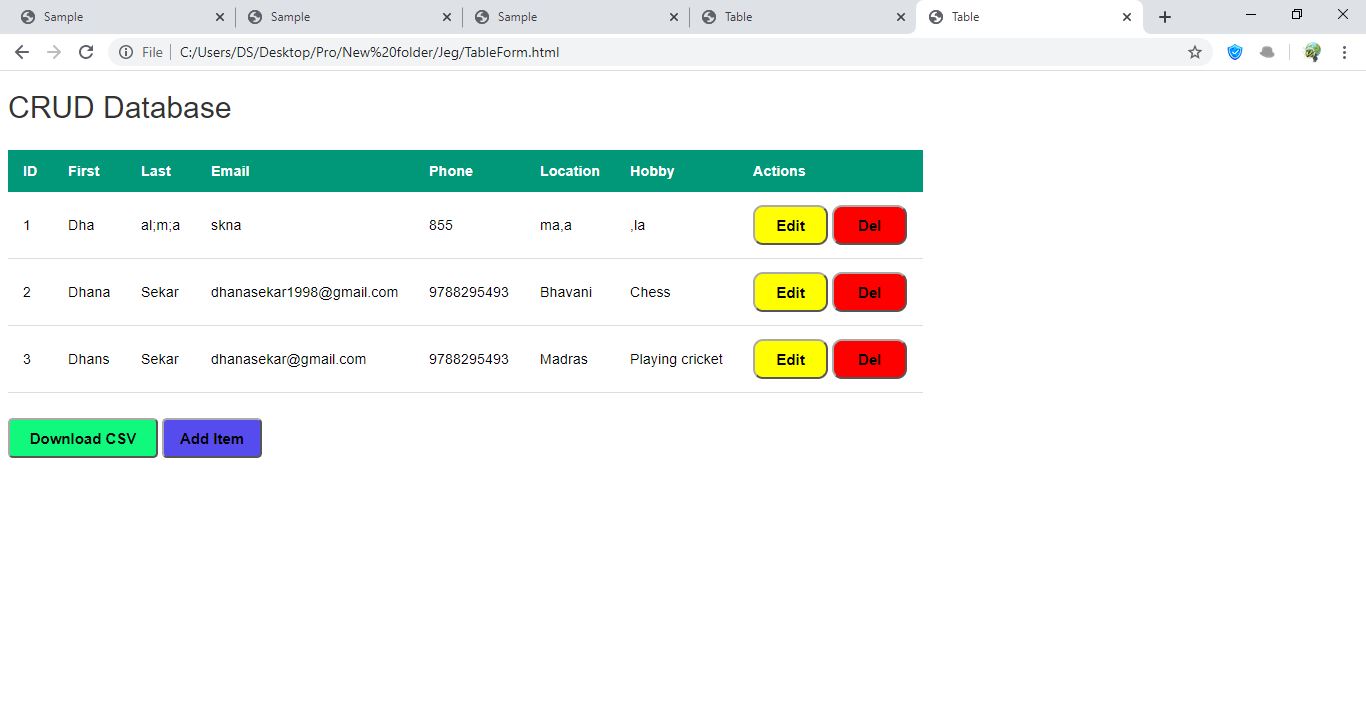 Sample Sample Sample Table Table
File C:/Users/DS/Desktop/Pro/New%20folder/Jeg/TableForm.html
CRUD Database
ID First Last Email Phone Location Hobby Actions
1 Dha al;m;a skna 855 ma,a ,la Edit Del
2 Dhana Sekar dhanasekar1998@gmail.com 9788295493 Bhavani Chess Edit Del
3 Dhans Sekar dhanasekar@gmail.com 9788295493 Madras Playing cricket Edit Del
Download CSV Add Item